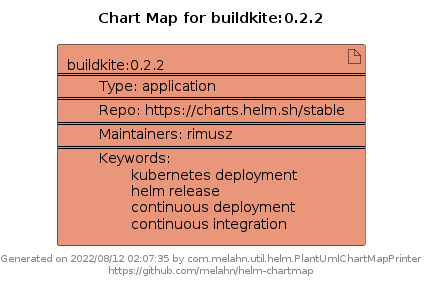 Chart Map for buildkite:0.2.2
buildkite:0.2.2
Type: application
Repo: https://charts.helm.sh/stable
Maintainers: rimusz
Keywords:
kubernetes deployment
helm release
continuous deployment
continuous integration
Generated on 2022/08/12 02:07:35 by com.melahn.util.helm.PlantUmlChartMapPrinter
https://github.com/melahn/helm-chartmap